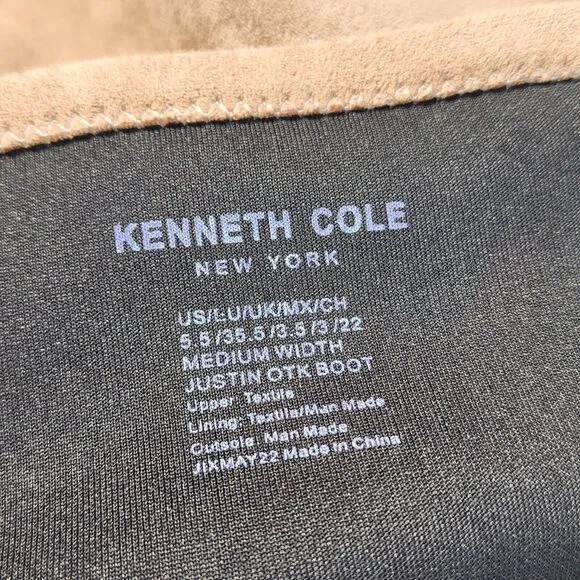 KENNETH COLE
NEW YORK
US/EU/UK/MX/CH
5.5/35.5/3.5/3/22
MEDIUM WIDTH
JUSTIN OTK BOOT
Upper Textile
Lining: Textile/Man Made
Outsole Man Made
JIXMAY22 Made in China